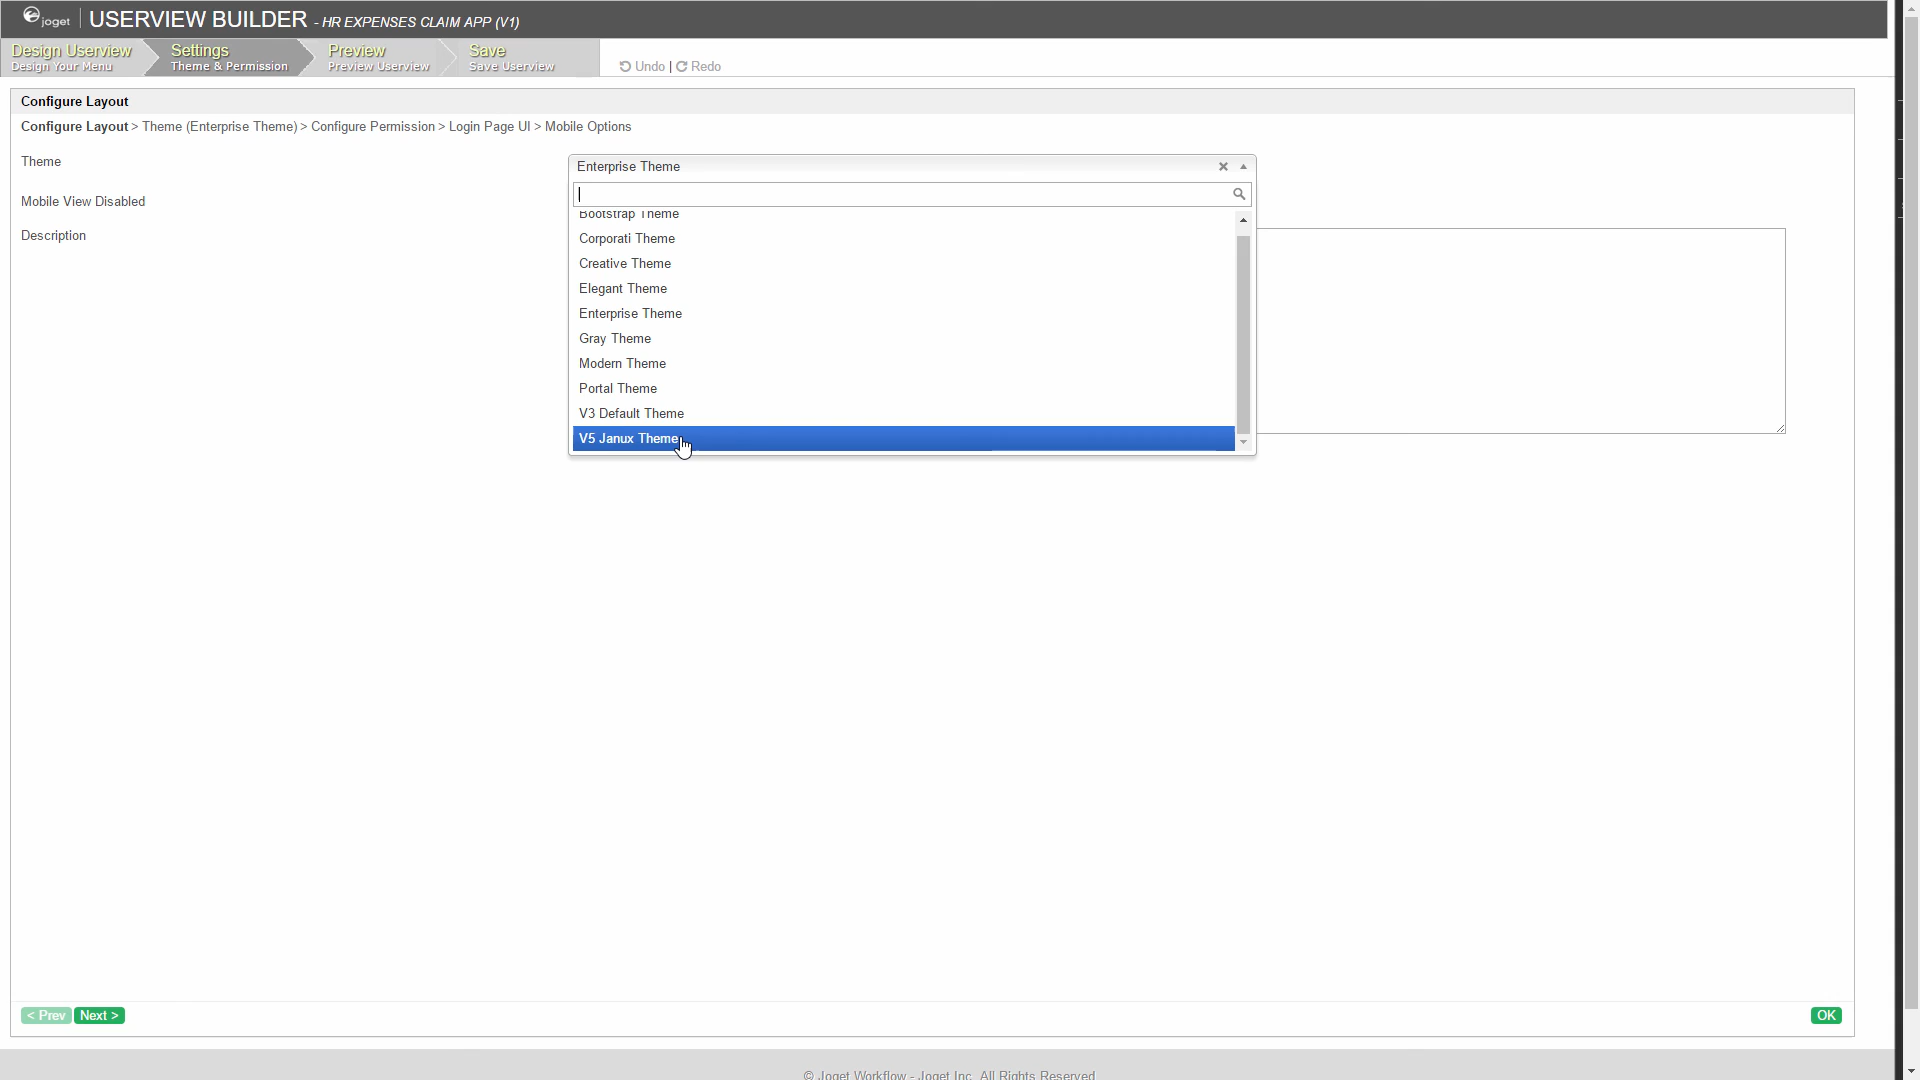 joget USERVIEW BUILDER - HR EXPENSES CLAIM APP (V1)
Design Userview
Design Your Menu
Settings
Theme & Permission
Preview
Preview Userview
Save
Save Userview
Undo | Redo
Configure Layout
Configure Layout > Theme (Enterprise Theme) > Configure Permission > Login Page UI > Mobile Options
Theme
Enterprise Theme
Mobile View Disabled
Description
Bootstrap Theme
Corporati Theme
Creative Theme
Elegant Theme
Enterprise Theme
Gray Theme
Modern Theme
Portal Theme
V3 Default Theme
V5 Janux Theme
< Prev Next > OK
© Joget Workflow - Joget Inc. All Rights Reserved